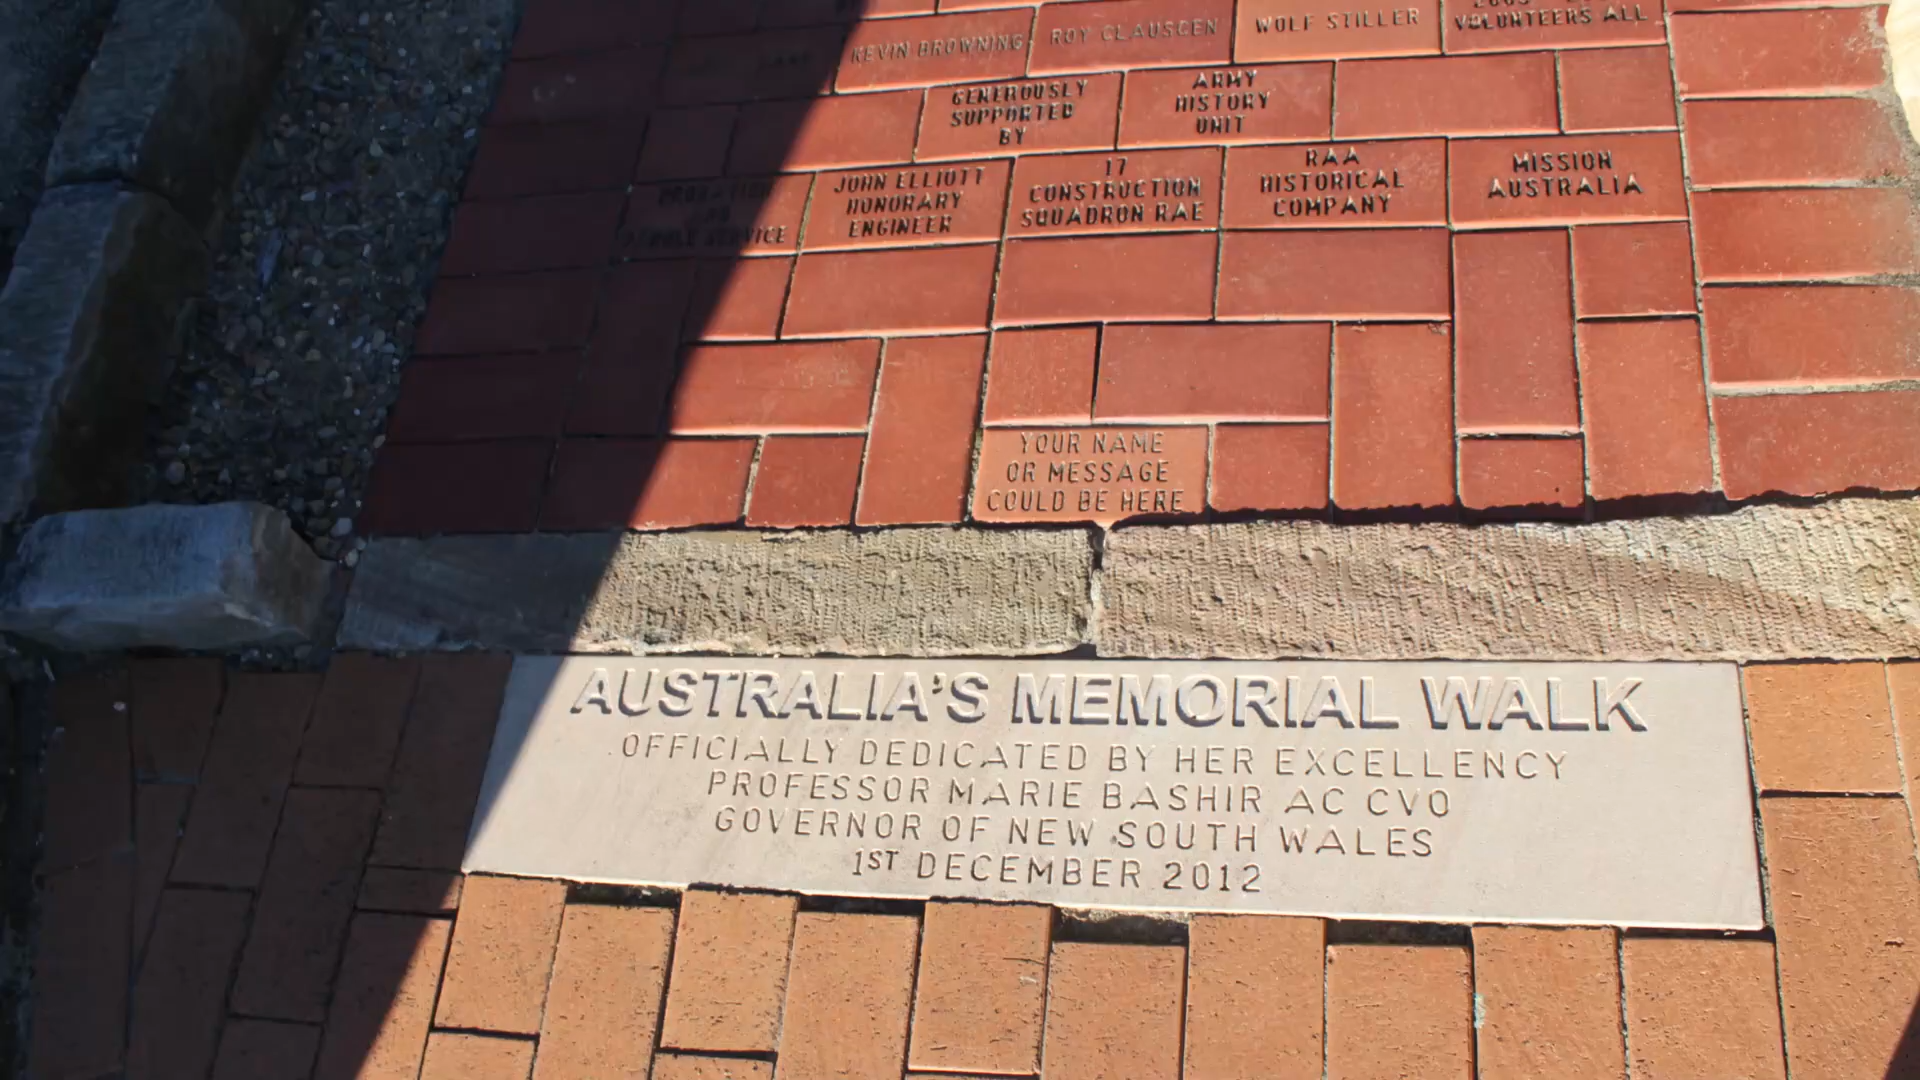 KEVIN BROWNING
ROY CLAUSCEN
WOLF STILLER
VOLUNTEERS ALL
GENEROUSLY
SUPPORTED
BY
ARMY
HISTORY
UNIT
SERVICE
JOHN ELLIOTT
HONORARY
ENGINEER
17
CONSTRUCTION
SQUADRON RAE
RAA
HISTORICAL
COMPANY
MISSION
AUSTRALIA
YOUR NAME
OR MESSAGE
COULD BE HERE
AUSTRALIA'S MEMORIAL WALK
OFFICIALLY DEDICATED BY HER EXCELLENCY
PROFESSOR MARIE BASHIR AC CVO
GOVERNOR OF NEW SOUTH WALES
1ST DECEMBER 2012